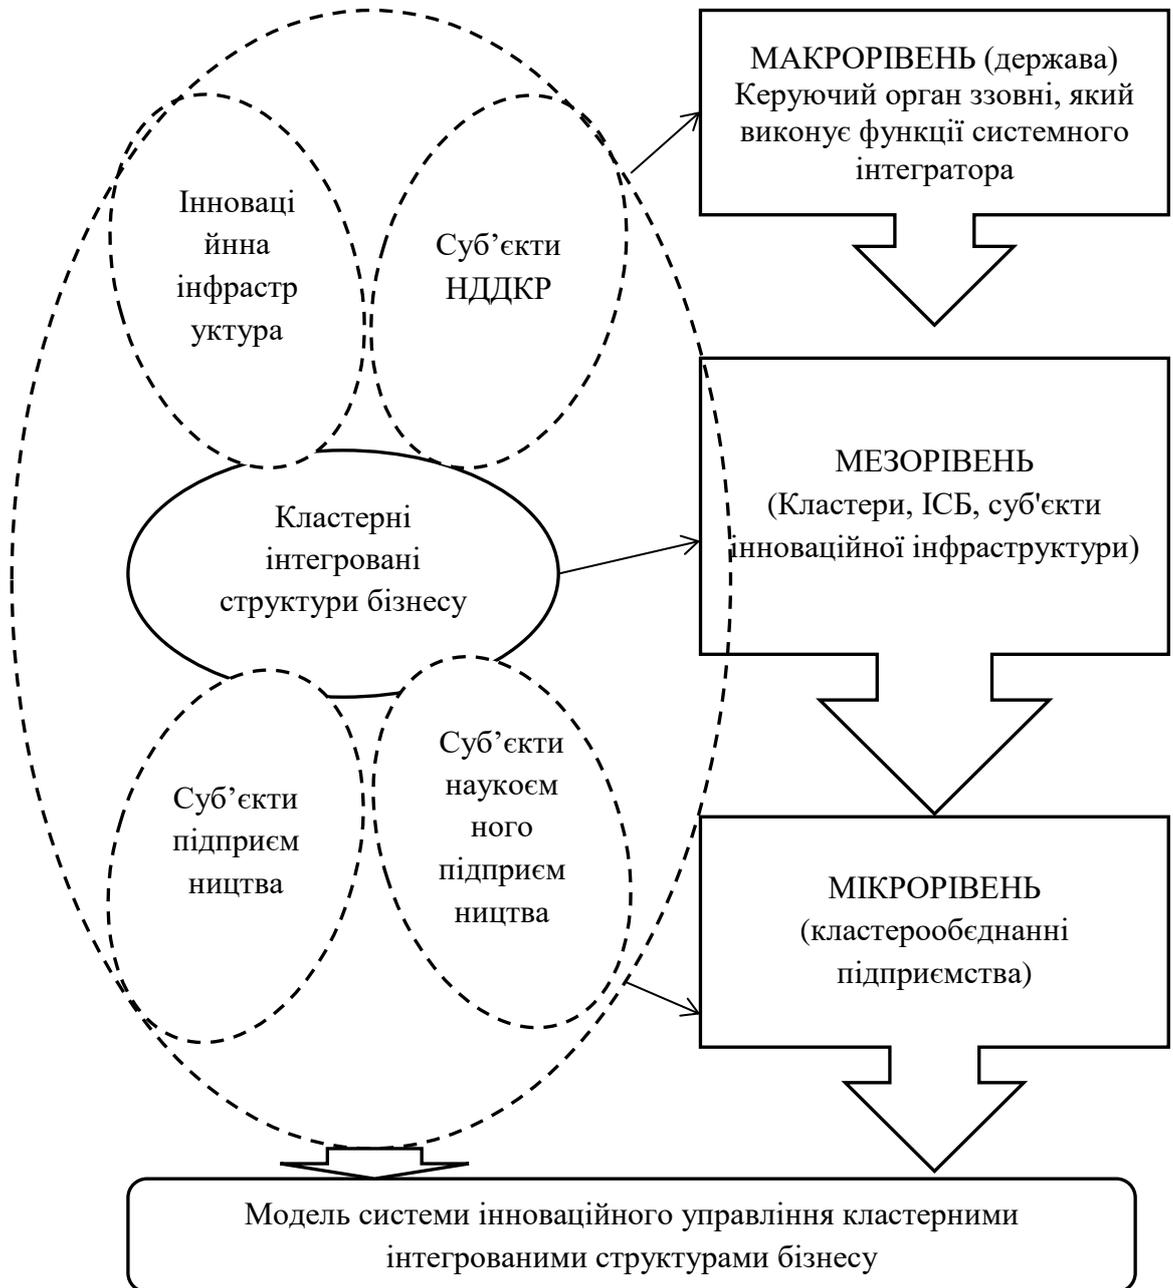 МАКРОРІВЕНЬ (держава)
Керуючий орган ззовні, який
виконує функції системного
інтегратора
Інноваці
йнна
інфрастр
уктура
Суб’єкти
НДДКР
МЕЗОРІВЕНЬ
(Кластери, ІСБ, суб'єкти
інноваційної інфраструктури)
Кластерні
інтегровані
структури бізнесу
Суб’єкти
підприєм
ництва
Суб’єкти
наукоєм
ного
підприєм
ництва
МІКРОРІВЕНЬ
(кластерообєднанні
підприємства)
Модель системи інноваційного управління кластерними
інтегрованими структурами бізнесу